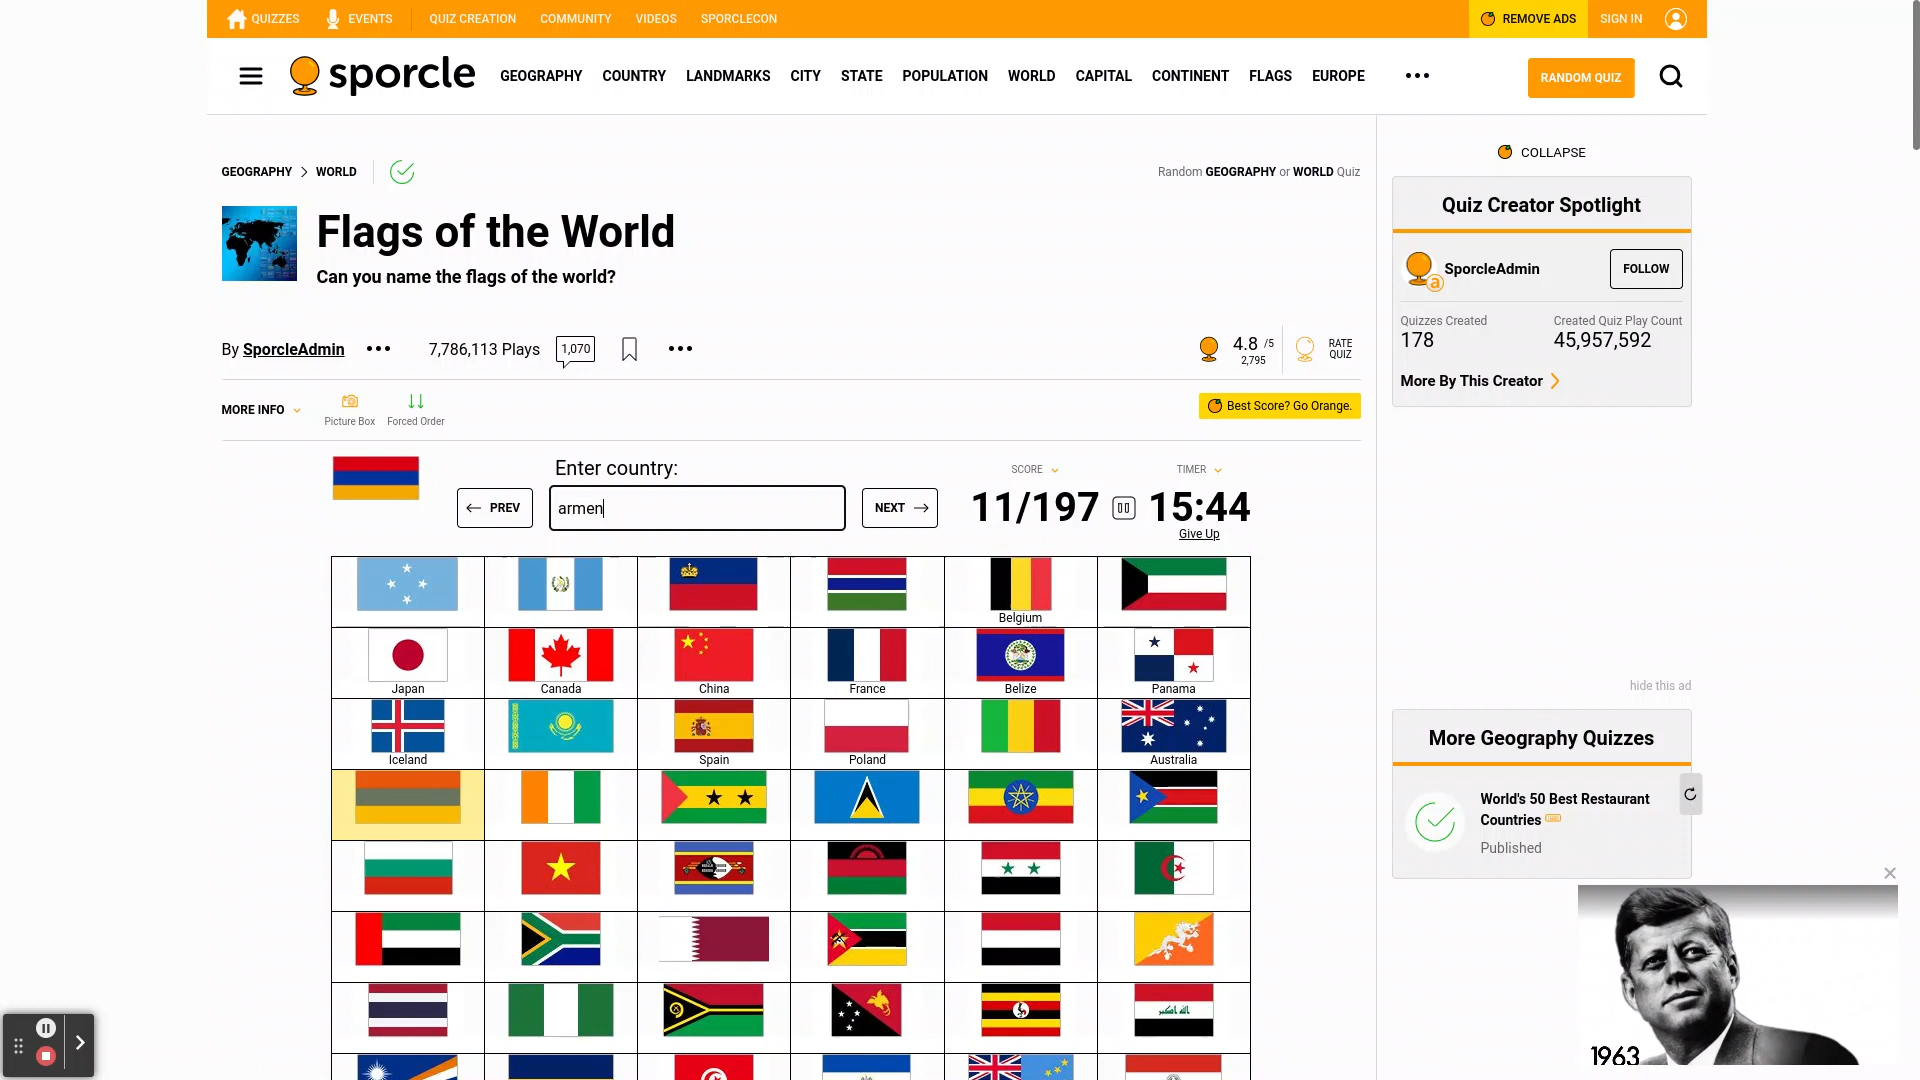 QUIZZES EVENTS QUIZ CREATION COMMUNITY VIDEOS SPORCLECON REMOVE ADS SIGN IN
sporcle GEOGRAPHY COUNTRY LANDMARKS CITY STATE POPULATION WORLD CAPITAL CONTINENT FLAGS EUROPE RANDOM QUIZ
COLLAPSE
GEOGRAPHY WORLD Random GEOGRAPHY or WORLD Quiz
Flags of the World
Can you name the flags of the world?
By SporcleAdmin 7,786,113 Plays 1,070 4.8 /5 2,795 RATE QUIZ
MORE INFO Picture Box Forced Order Best Score? Go Orange.
Enter country: SCORE TIMER
PREV armen NEXT 11/197 15:44
Give Up
Belgium
Japan Canada China France Belize Panama
Iceland Spain Poland Australia
Quiz Creator Spotlight
a SporcleAdmin FOLLOW
Quizzes Created Created Quiz Play Count
178 45,957,592
More By This Creator
hide this ad
More Geography Quizzes
World's 50 Best Restaurant
Countries
Published
1963